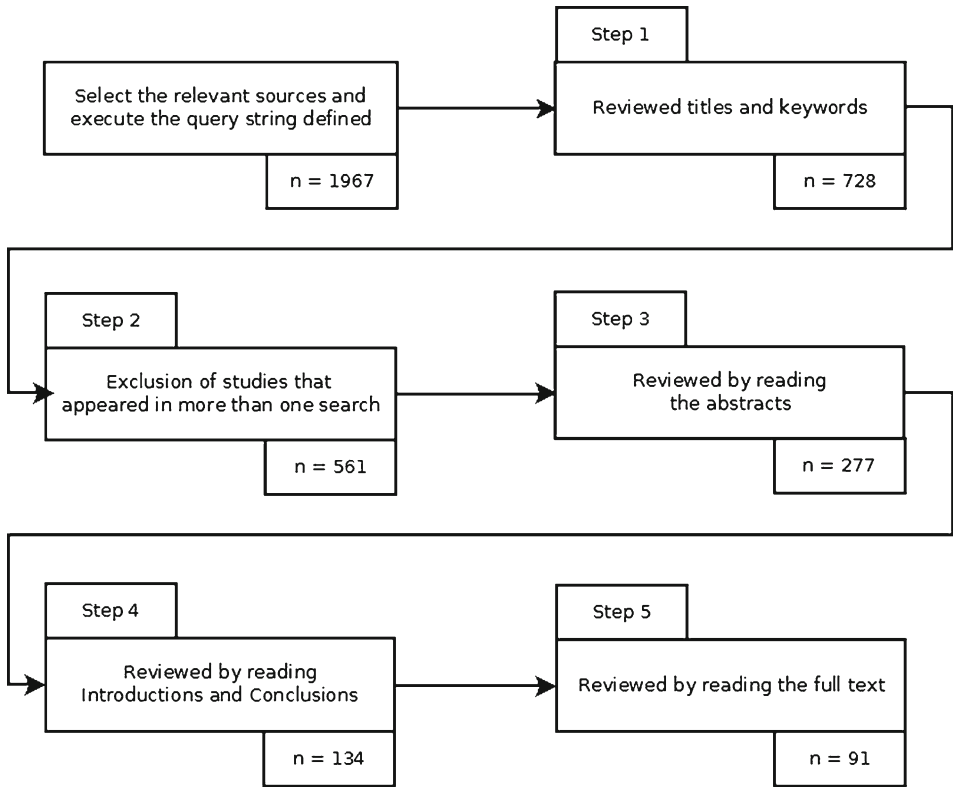 Select the relevant sources and
execute the query string defined
n = 1967
Step 1
Reviewed titles and keywords
n = 728
Step 2
Exclusion of studies that
appeared in more than one search
n = 561
Step 3
Reviewed by reading
the abstracts
n = 277
Step 4
Reviewed by reading
Introductions and Conclusions
n = 134
Step 5
Reviewed by reading the full text
n = 91